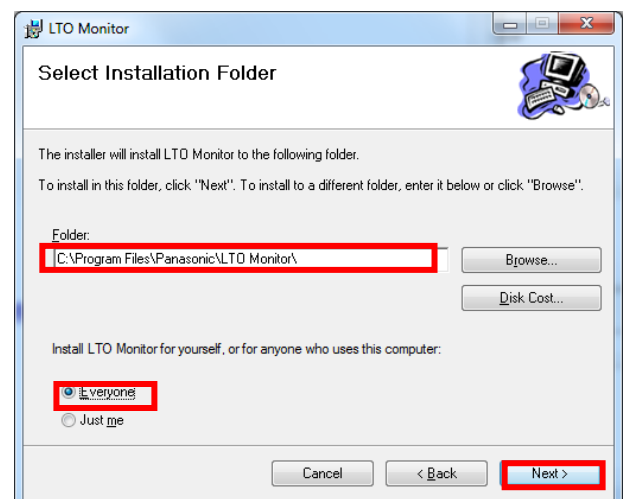 LTO Monitor
Select Installation Folder
The installer will install LTO Monitor to the following folder.
To install in this folder, click "Next". To install to a different folder, enter it below or click "Browse".
Folder:
C:\Program Files\Panasonic\LTO Monitor\
Browse...
Disk Cost...
Install LTO Monitor for yourself, or for anyone who uses this computer:
Everyone
Just me
Cancel
< Back
Next >